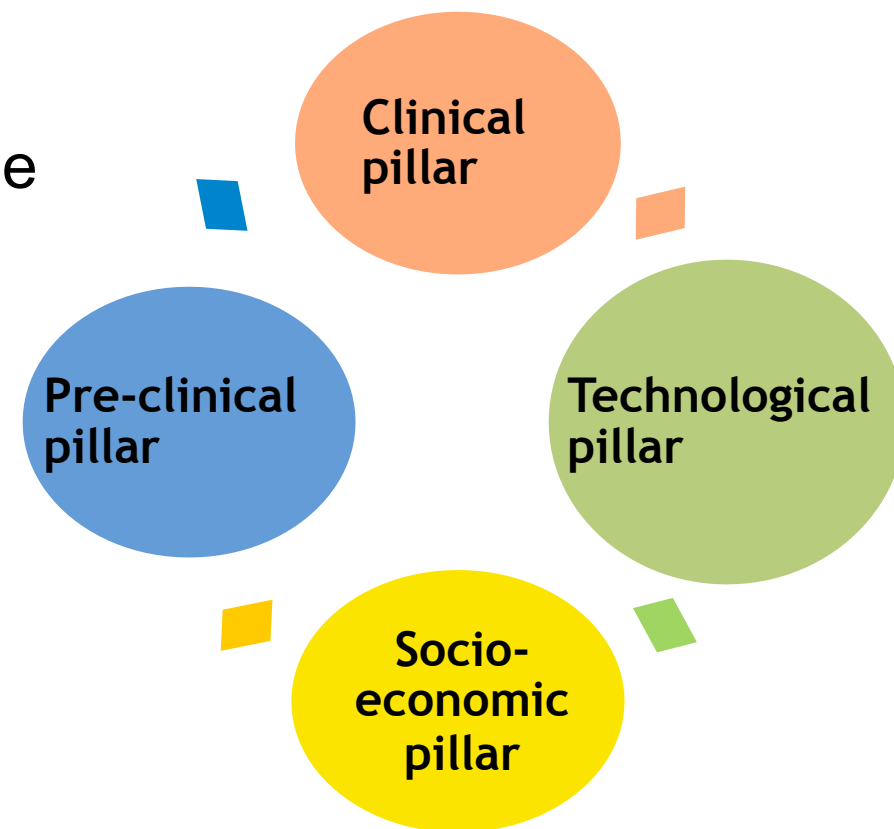 Clinical
pillar
e
Pre-clinical
pillar
Technological
pillar
Socio-
economic
pillar